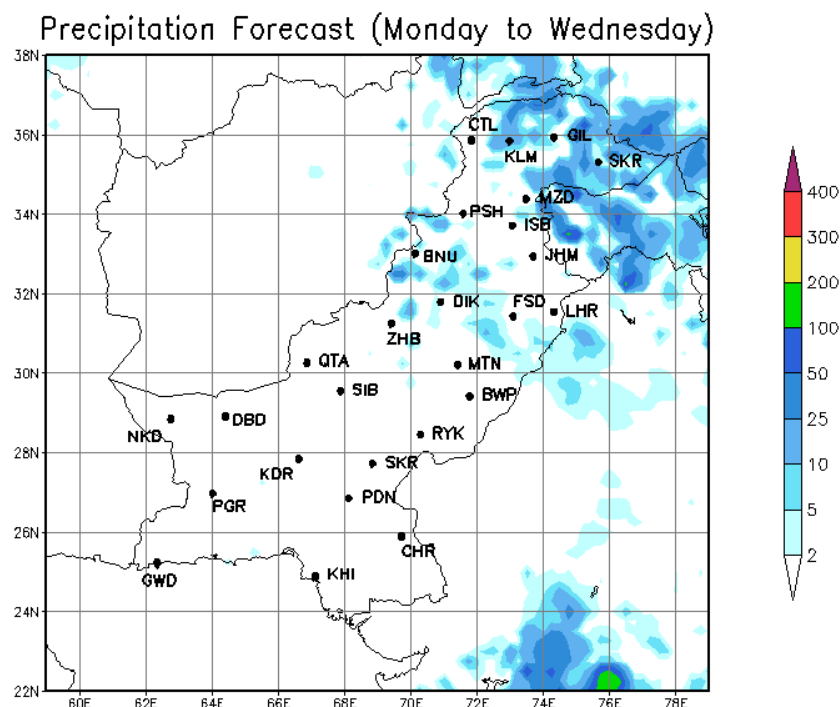 Precipitation Forecast (Monday to Wednesday)
38N
36N
34N
32N
30N
28N
26N
24N
22N
60E 62E 64E 66E 68E 70E 72E 74E 76E 78E
CTL
KLM
GIL
SKR
MZD
PSH
ISB
BNU
JHM
DIK
FSD
LHR
ZHB
QTA
MTN
SIB
BWP
NKD
DBD
RYK
KDR
SKR
PGR
PDN
CHR
GWD
KHI
400
300
200
100
50
25
10
5
2